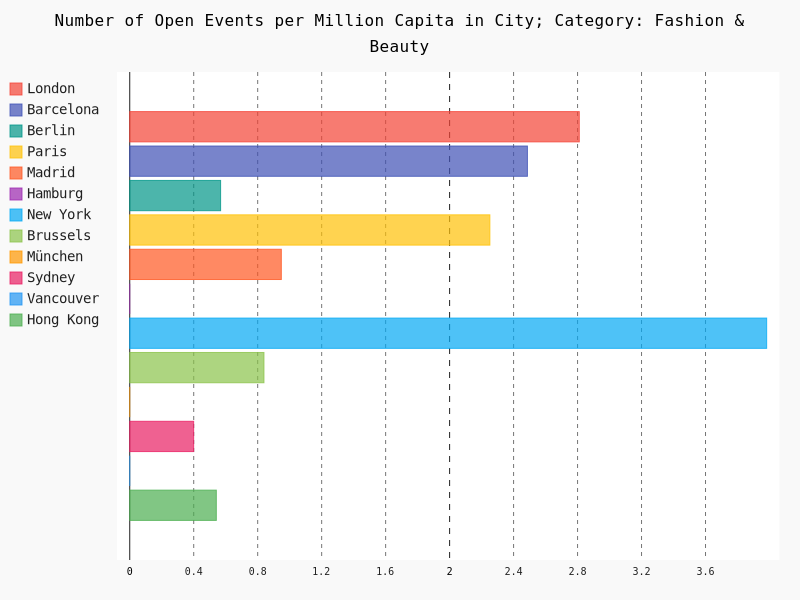 Number of Open Events per Million Capita in City; Category: Fashion &
Beauty
London
Barcelona
Berlin
Paris
Madrid
Hamburg
New York
Brussels
München
Sydney
Vancouver
Hong Kong
0 0.4 0.8 1.2 1.6 2 2.4 2.8 3.2 3.6